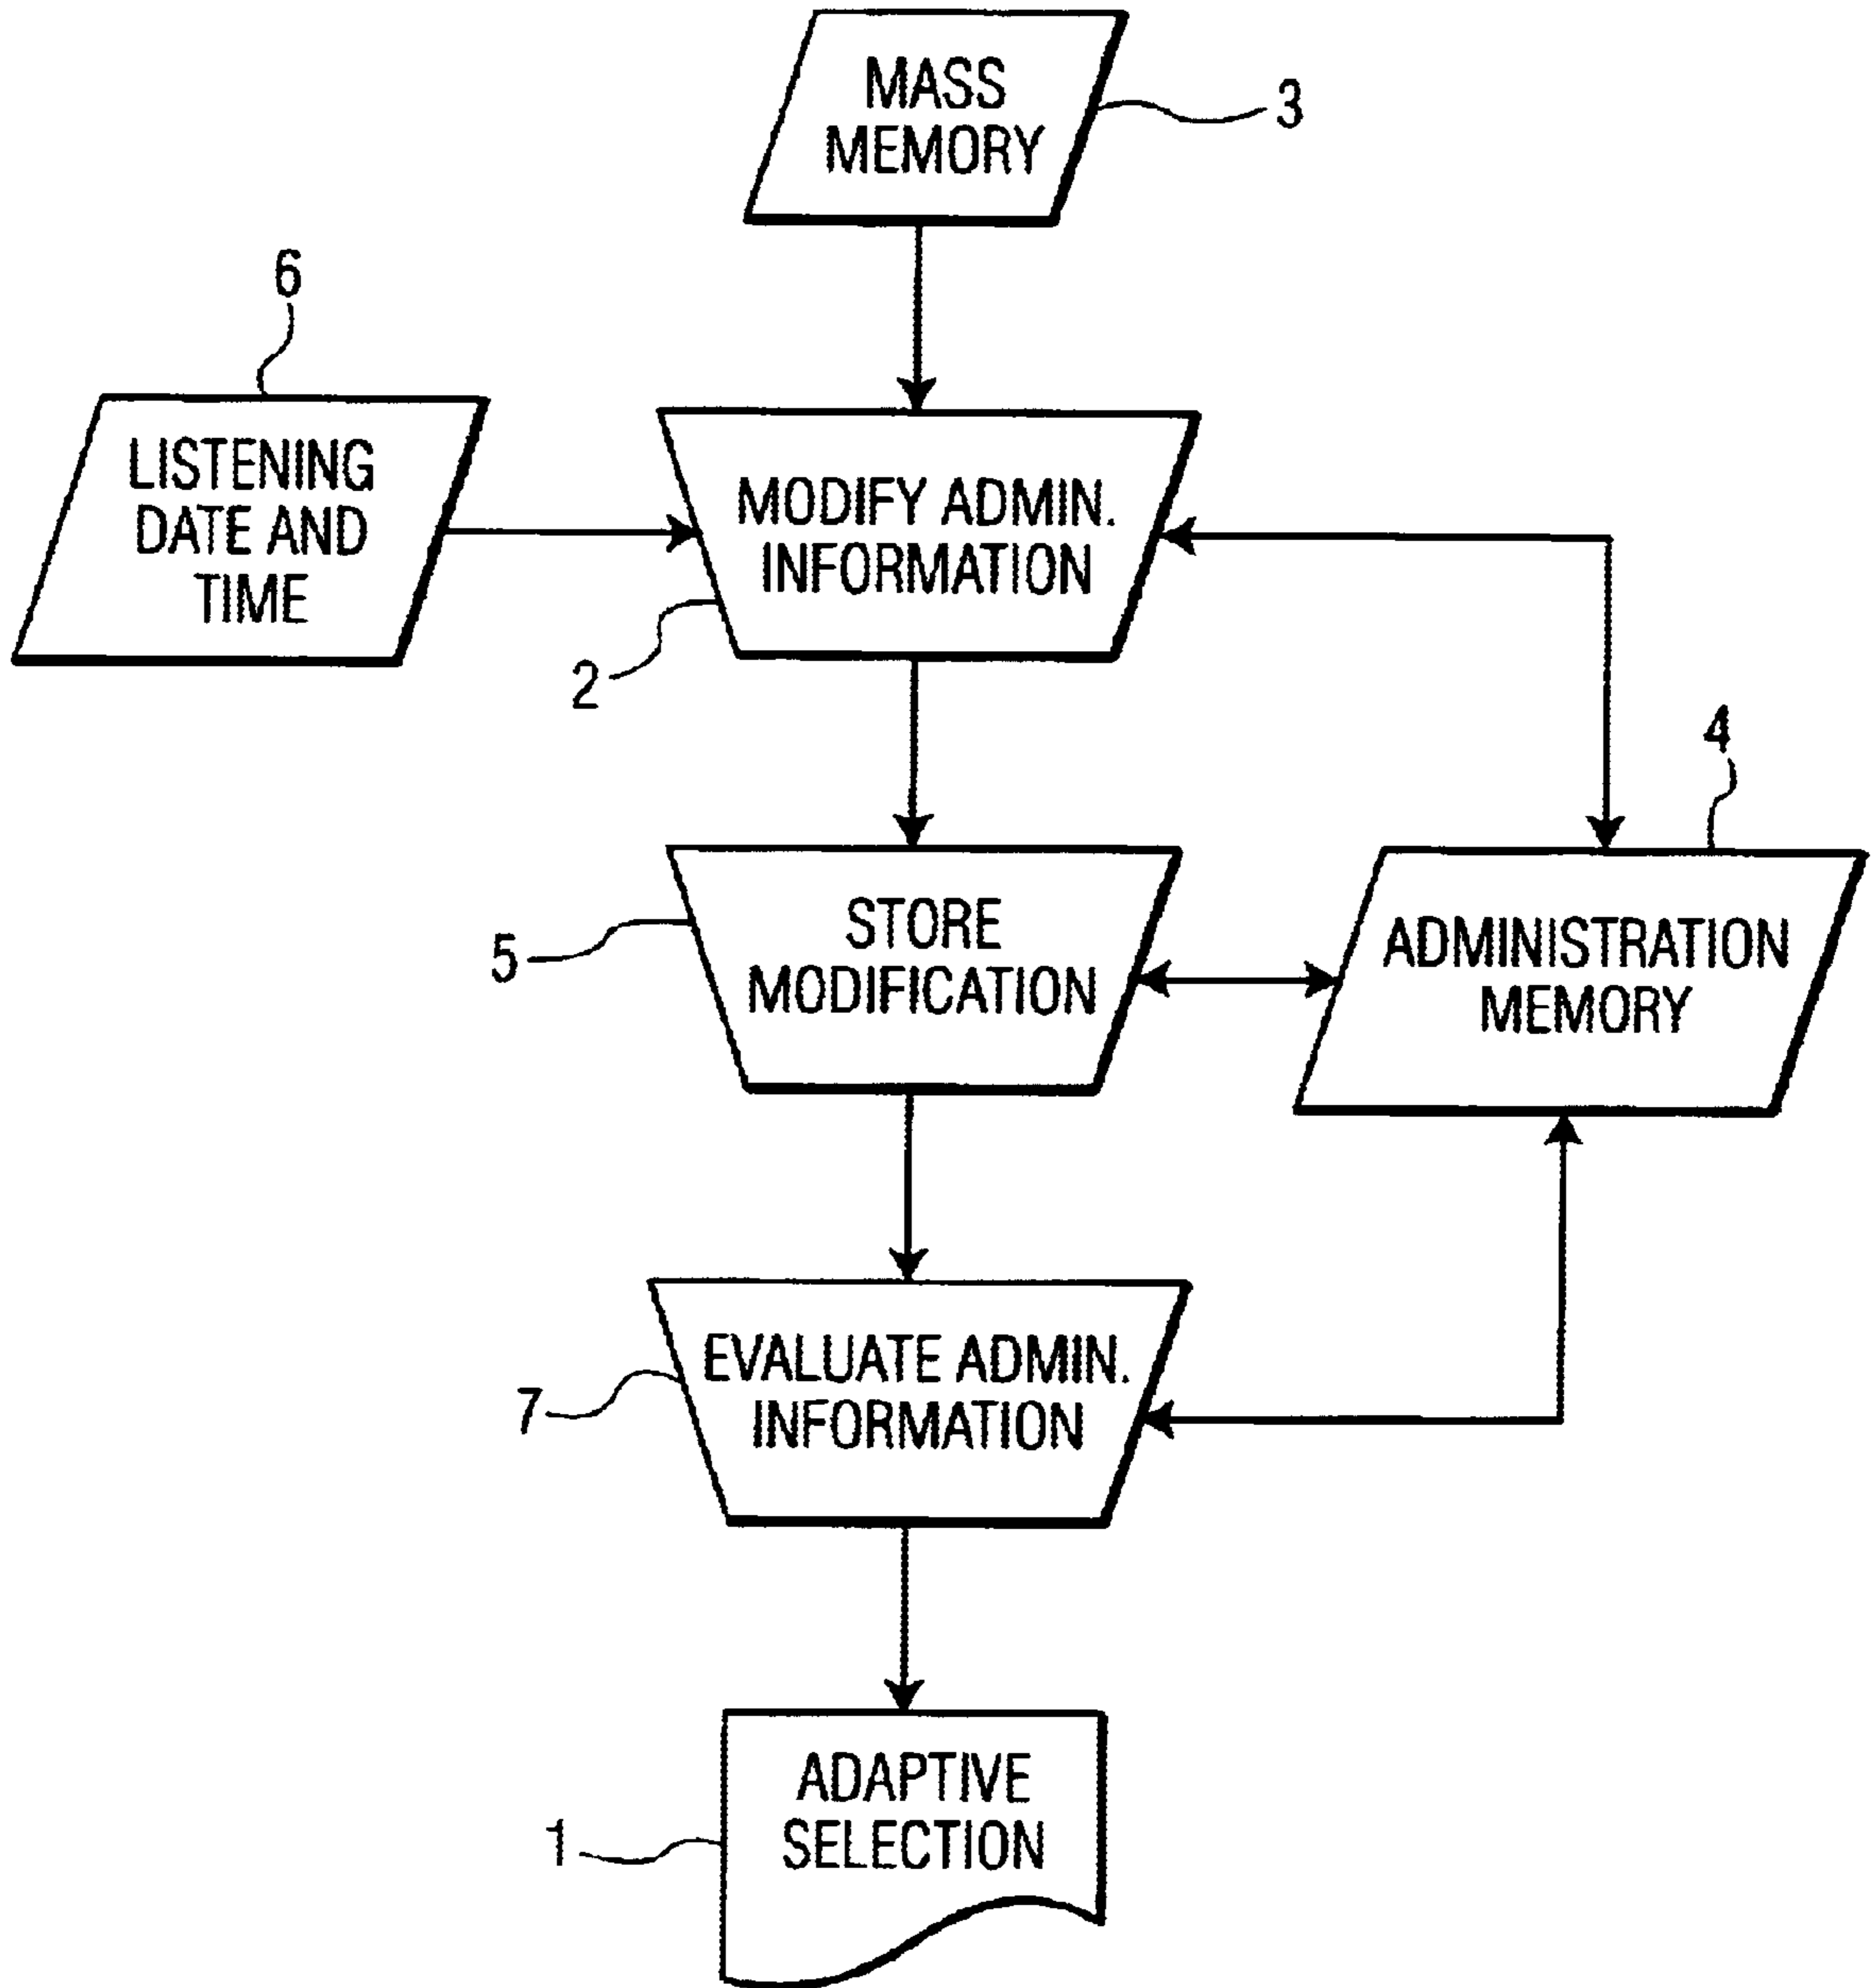 MASS
MEMORY
3
6
LISTENING
DATE AND
TIME
MODIFY ADMIN.
INFORMATION
2
4
STORE
MODIFICATION
5
ADMINISTRATION
MEMORY
EVALUATE ADMIN.
INFORMATION
7
ADAPTIVE
SELECTION
1